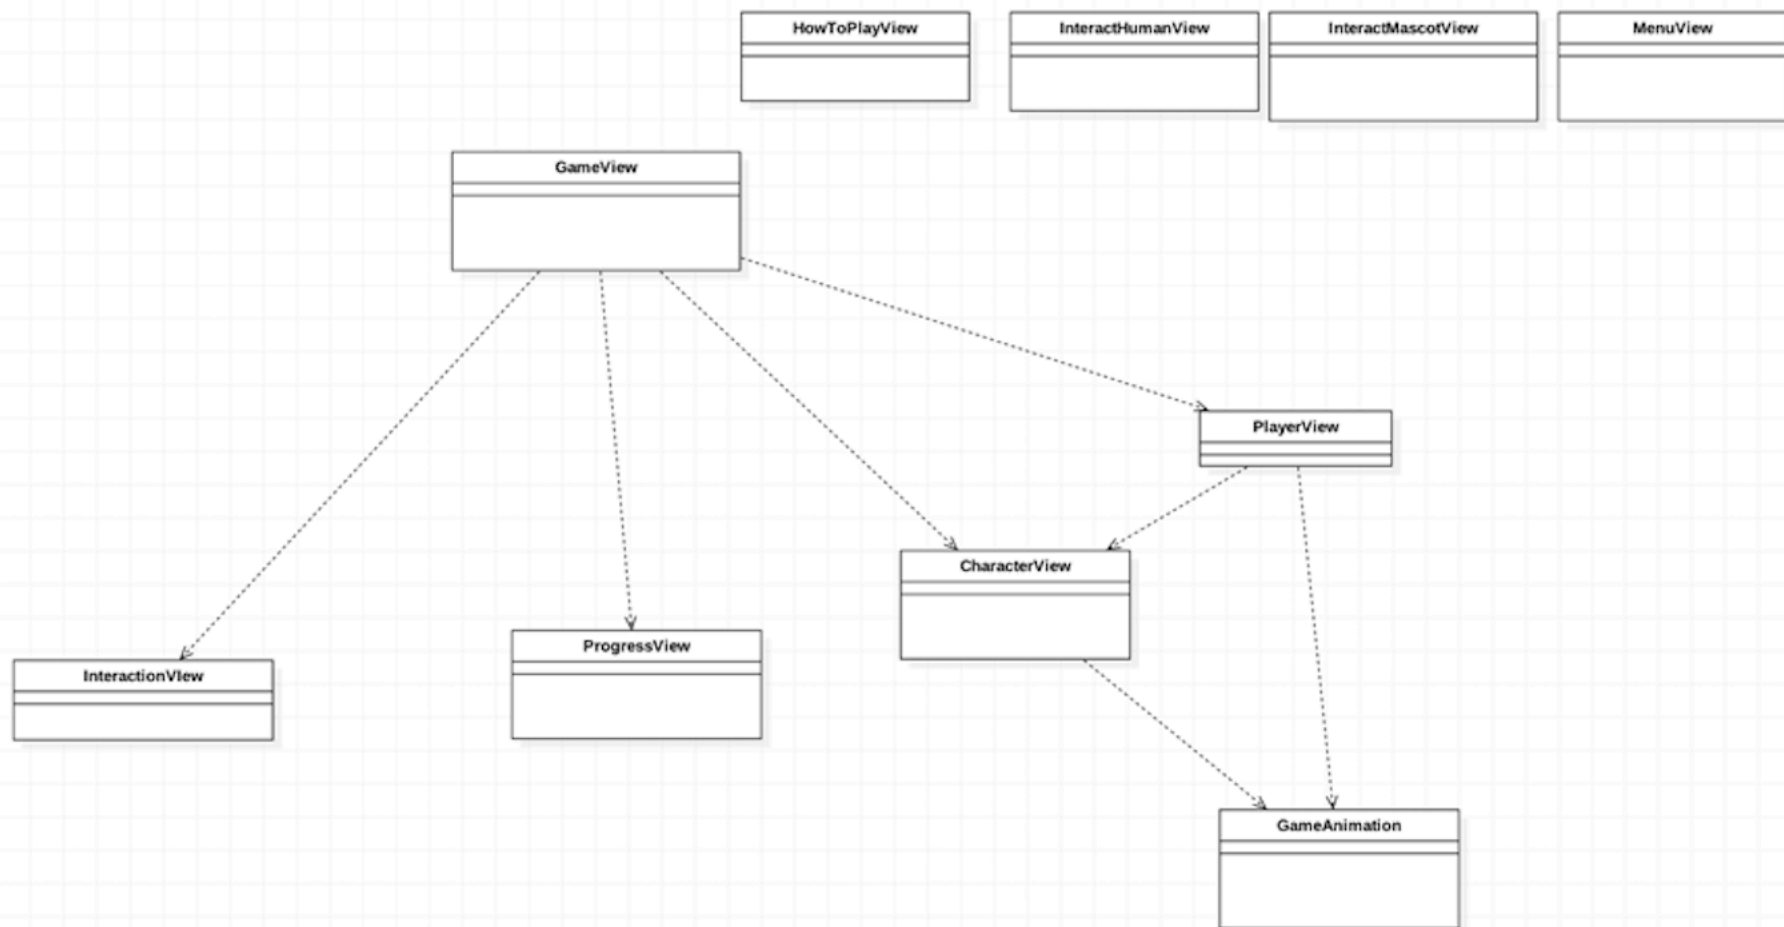 HowToPlayView
InteractHumanView
InteractMascotView
MenuView
GameView
PlayerView
CharacterView
ProgressView
InteractionVIew
GameAnimation